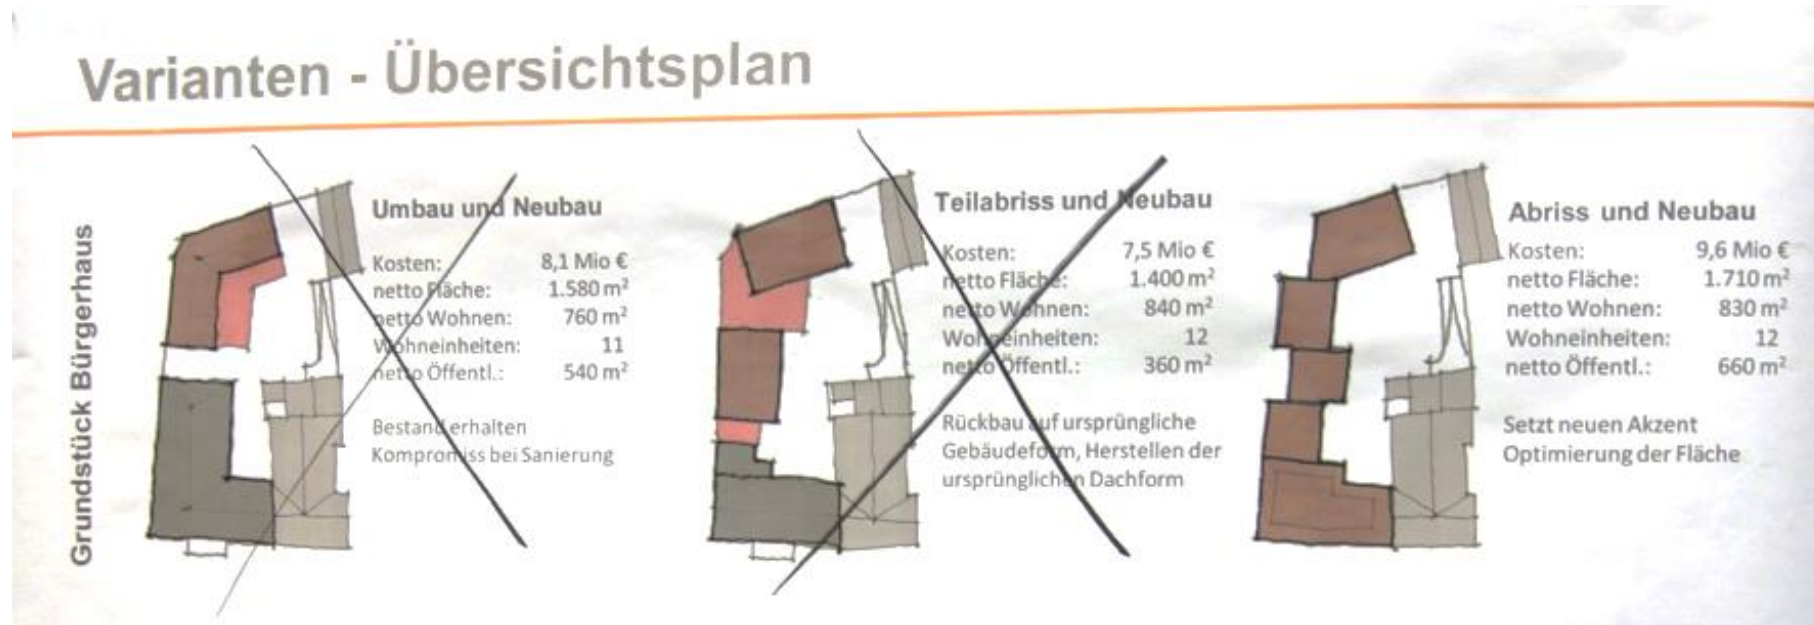 Varianten - Übersichtsplan
Grundstück Bürgerhaus
Umbau und Neubau
Kosten: 8,1 Mio €
netto Fläche: 1.580 m²
netto Wohnen: 760 m²
Wohneinheiten: 11
netto Öffentl.: 540 m²
Bestand erhalten
Kompromiss bei Sanierung
Teilabriss und Neubau
Kosten: 7,5 Mio €
netto Fläche: 1.400 m²
netto Wohnen: 840 m²
Wohneinheiten: 12
netto Öffentl.: 360 m²
Rückbau auf ursprüngliche
Gebäudeform, Herstellen der
ursprünglichen Dachform
Abriss und Neubau
Kosten: 9,6 Mio €
netto Fläche: 1.710 m²
netto Wohnen: 830 m²
Wohneinheiten: 12
netto Öffentl.: 660 m²
Setzt neuen Akzent
Optimierung der Fläche